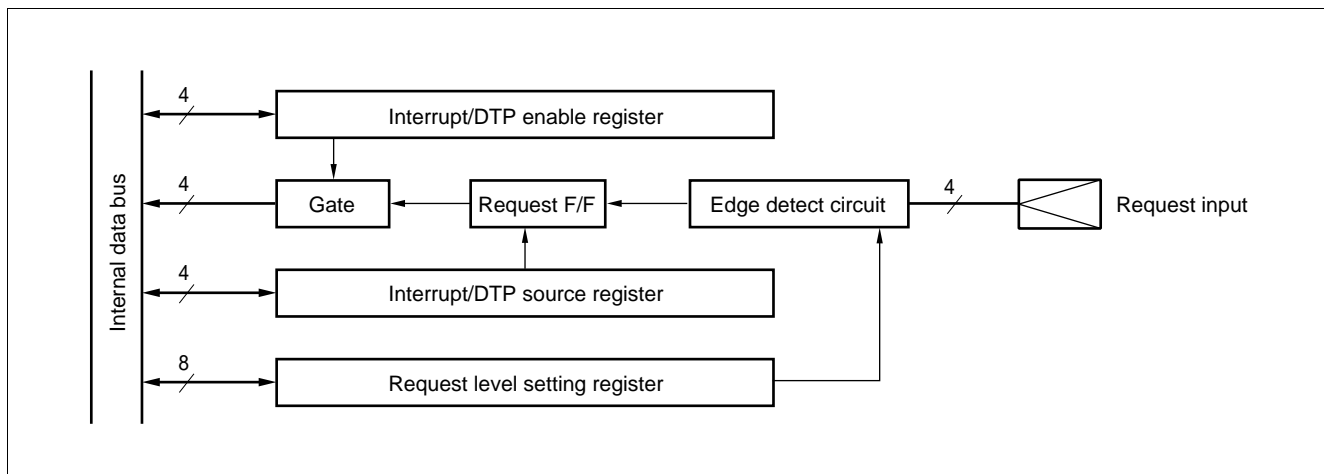 4
Interrupt/DTP enable register
Internal data bus
4
Gate
Request F/F
Edge detect circuit
4
Request input
4
Interrupt/DTP source register
8
Request level setting register